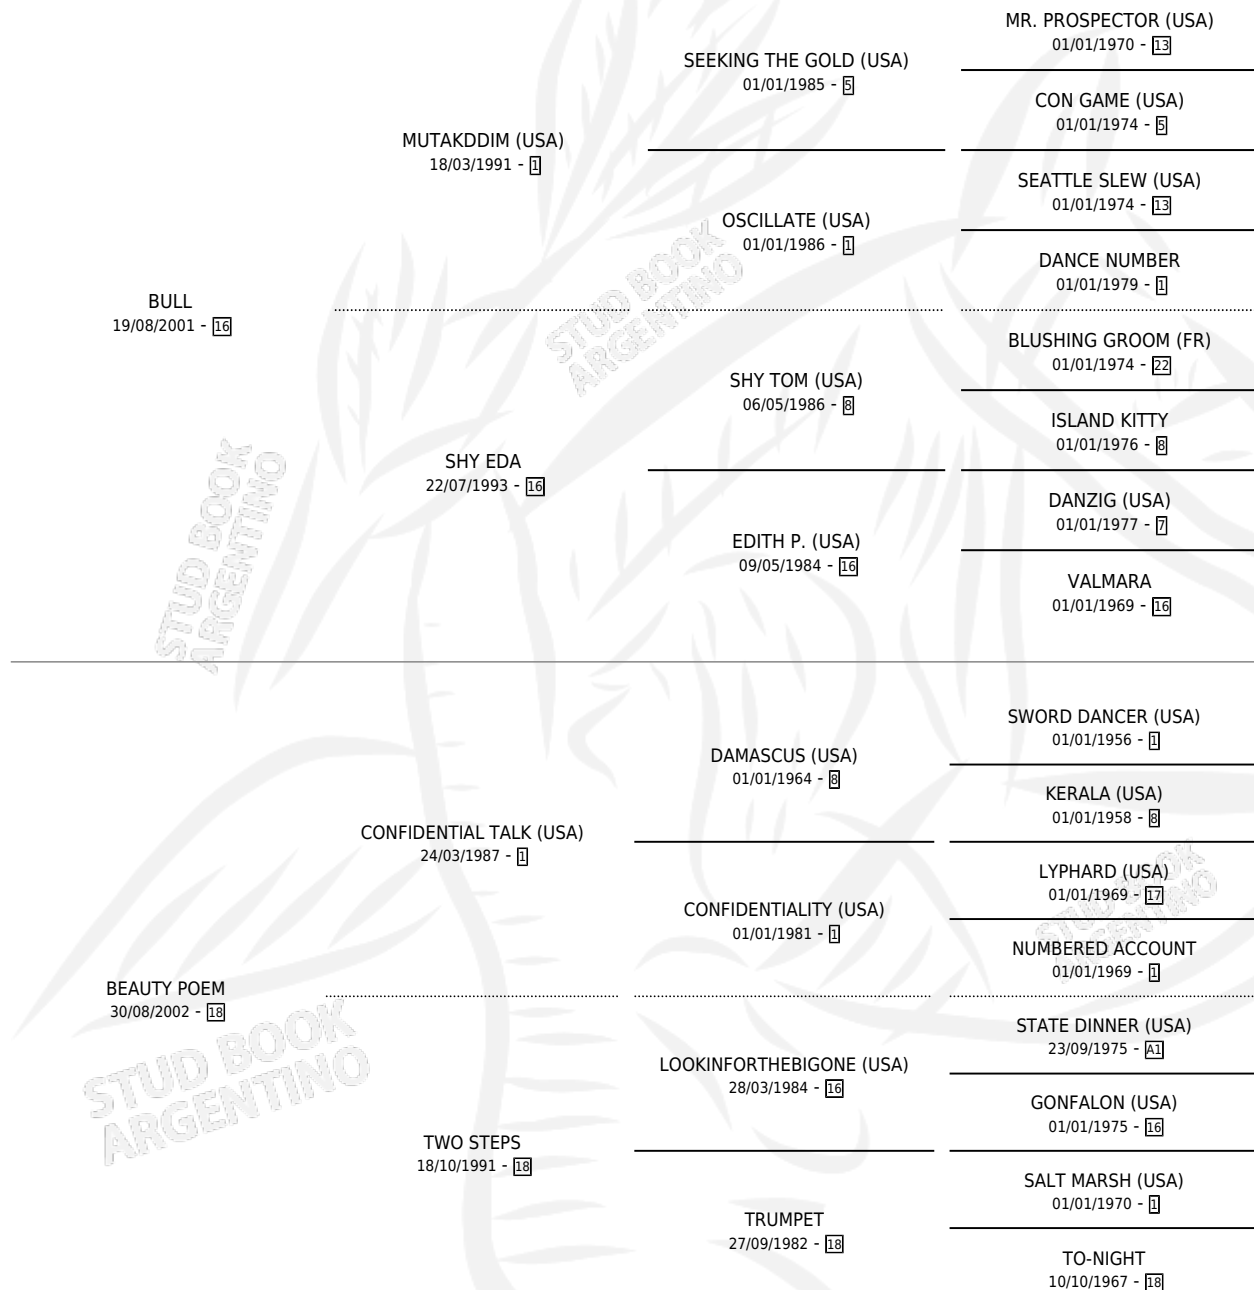 BULL
19/08/2001 - 16
MUTAKDDIM (USA)
18/03/1991 - 1
SHY EDA
22/07/1993 - 16
SEEKING THE GOLD (USA)
01/01/1985 - 5
OSCILLATE (USA)
01/01/1986 - 1
SHY TOM (USA)
06/05/1986 - 8
EDITH P. (USA)
09/05/1984 - 16
MR. PROSPECTOR (USA)
01/01/1970 - 13
CON GAME (USA)
01/01/1974 - 5
SEATTLE SLEW (USA)
01/01/1974 - 13
DANCE NUMBER
01/01/1979 - 1
BLUSHING GROOM (FR)
01/01/1974 - 22
ISLAND KITTY
01/01/1976 - 8
DANZIG (USA)
01/01/1977 - 7
VALMARA
01/01/1969 - 16
BEAUTY POEM
30/08/2002 - 18
CONFIDENTIAL TALK (USA)
24/03/1987 - 1
TWO STEPS
18/10/1991 - 18
DAMASCUS (USA)
01/01/1964 - 8
CONFIDENTIALITY (USA)
01/01/1981 - 1
LOOKINFORTHEBIGONE (USA)
28/03/1984 - 16
TRUMPET
27/09/1982 - 18
SWORD DANCER (USA)
01/01/1956 - 1
KERALA (USA)
01/01/1958 - 8
LYPHARD (USA)
01/01/1969 - 17
NUMBERED ACCOUNT
01/01/1969 - 1
STATE DINNER (USA)
23/09/1975 - A1
GONFALON (USA)
01/01/1975 - 16
SALT MARSH (USA)
01/01/1970 - 1
TO-NIGHT
10/10/1967 - 18
STUD BOOK
ARGENTINO
STUD BOOK
ARGENTINO
STUD BOOK
ARGENTINO
STUD BOOK
ARGENTINO